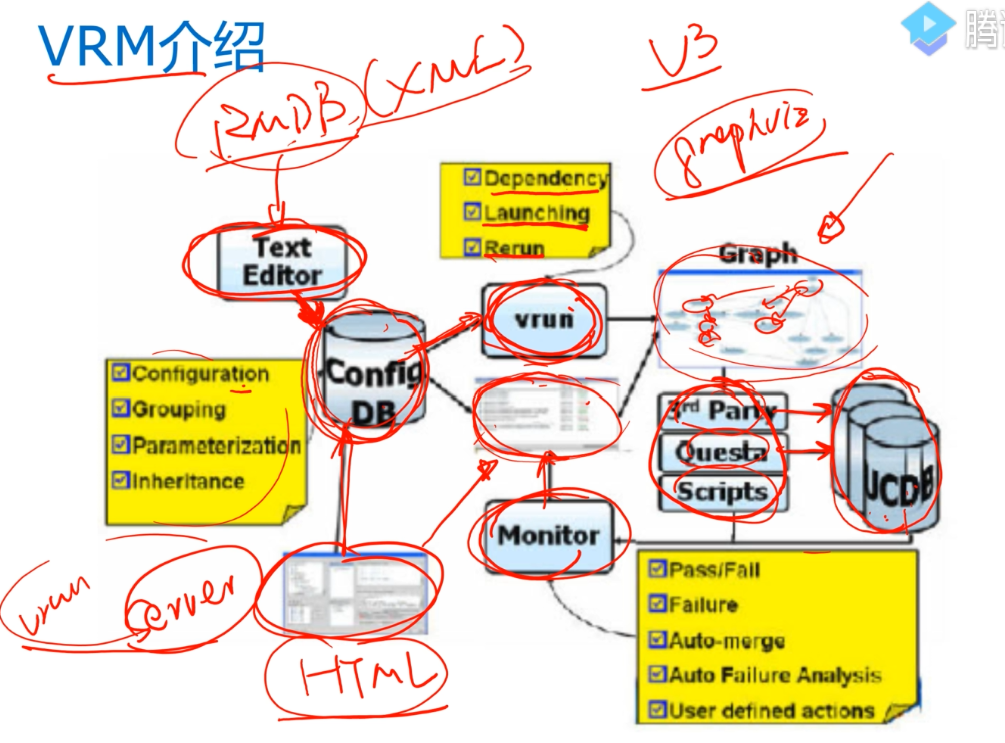 VRM介绍
腾讯
RMDB (XML)
V3
graphviz
Dependency
Launching
Rerun
Text
Editor
Graph
vrun
Config
DB
Configuration
Grouping
Parameterization
Inheritance
3rd Party
Questa
Scripts
UCDB
Monitor
vrun server
HTML
Pass/Fail
Failure
Auto-merge
Auto Failure Analysis
User defined actions